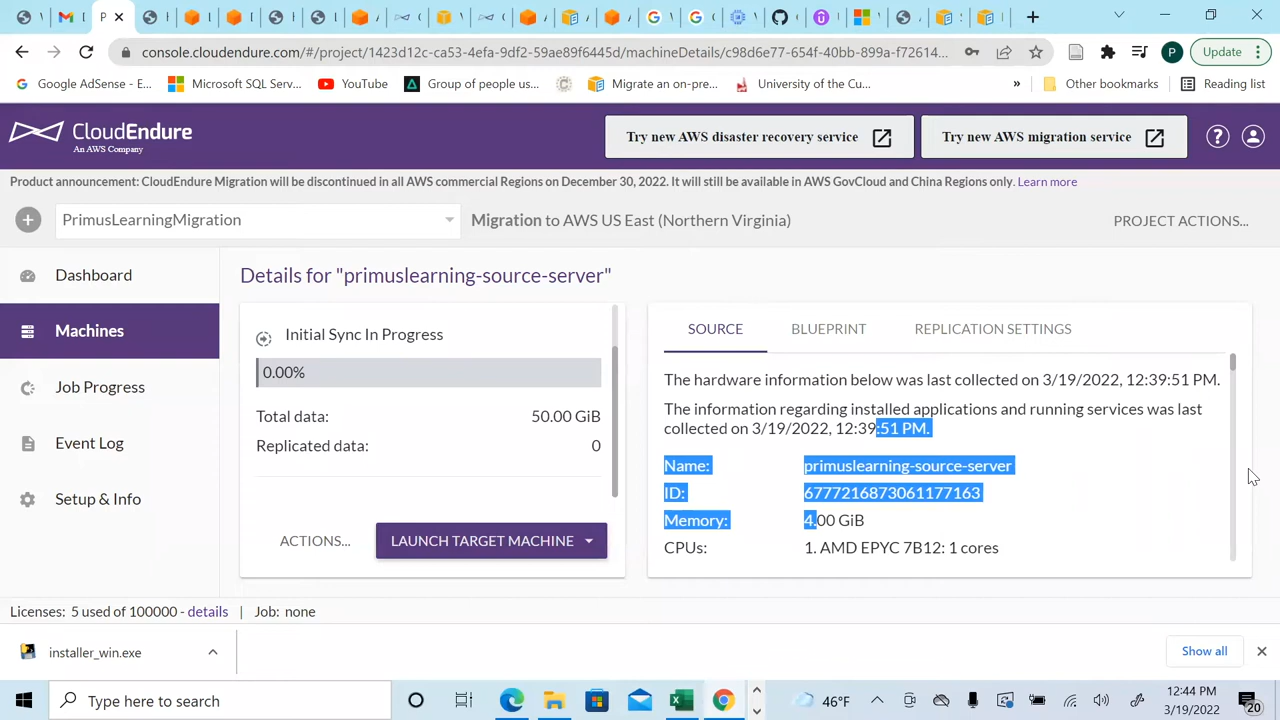 P
console.cloudendure.com/#/project/1423d12c-ca53-4efa-9df2-59ae89f6445d/machineDetails/c98d6e77-654f-40bb-899a-f72614...
P
Update
Google AdSense - E...
Microsoft SQL Serv...
YouTube
Group of people us...
Migrate an on-pre...
University of the Cu...
»
Other bookmarks
Reading list
CloudEndure
An AWS Company
Try new AWS disaster recovery service
Try new AWS migration service
?
Product announcement: CloudEndure Migration will be discontinued in all AWS commercial Regions on December 30, 2022. It will still be available in AWS GovCloud and China Regions only. Learn more
PrimusLearningMigration
Migration to AWS US East (Northern Virginia)
PROJECT ACTIONS...
Dashboard
Machines
Job Progress
Event Log
Setup & Info
Details for "primuslearning-source-server"
Initial Sync In Progress
0.00%
Total data: 50.00 GiB
Replicated data: 0
ACTIONS...
LAUNCH TARGET MACHINE
SOURCE
BLUEPRINT
REPLICATION SETTINGS
The hardware information below was last collected on 3/19/2022, 12:39:51 PM.
The information regarding installed applications and running services was last
collected on 3/19/2022, 12:39:51 PM.
Name: primuslearning-source-server
ID: 6777216873061177163
Memory: 4.00 GiB
CPUs: 1. AMD EPYC 7B12: 1 cores
Licenses: 5 used of 100000 - details | Job: none
installer_win.exe
Show all
Type here to search
46°F
12:44 PM
3/19/2022
20